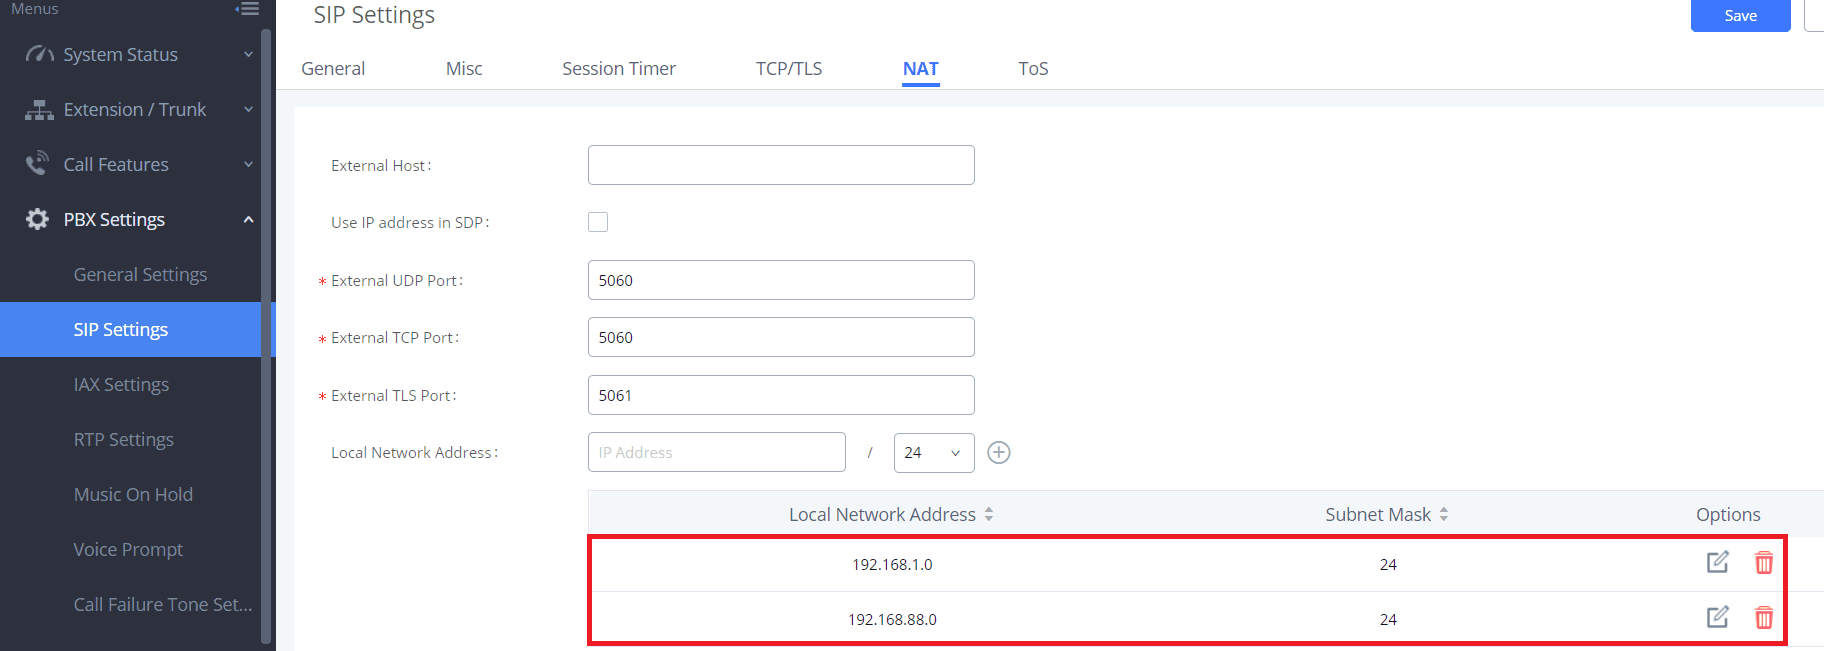 Menus
System Status
Extension / Trunk
Call Features
PBX Settings
General Settings
SIP Settings
IAX Settings
RTP Settings
Music On Hold
Voice Prompt
Call Failure Tone Set...
SIP Settings
Save
General Misc Session Timer TCP/TLS NAT ToS
External Host:
Use IP address in SDP:
* External UDP Port: 5060
* External TCP Port: 5060
* External TLS Port: 5061
Local Network Address: IP Address / 24
Local Network Address Subnet Mask Options
192.168.1.0 24
192.168.88.0 24